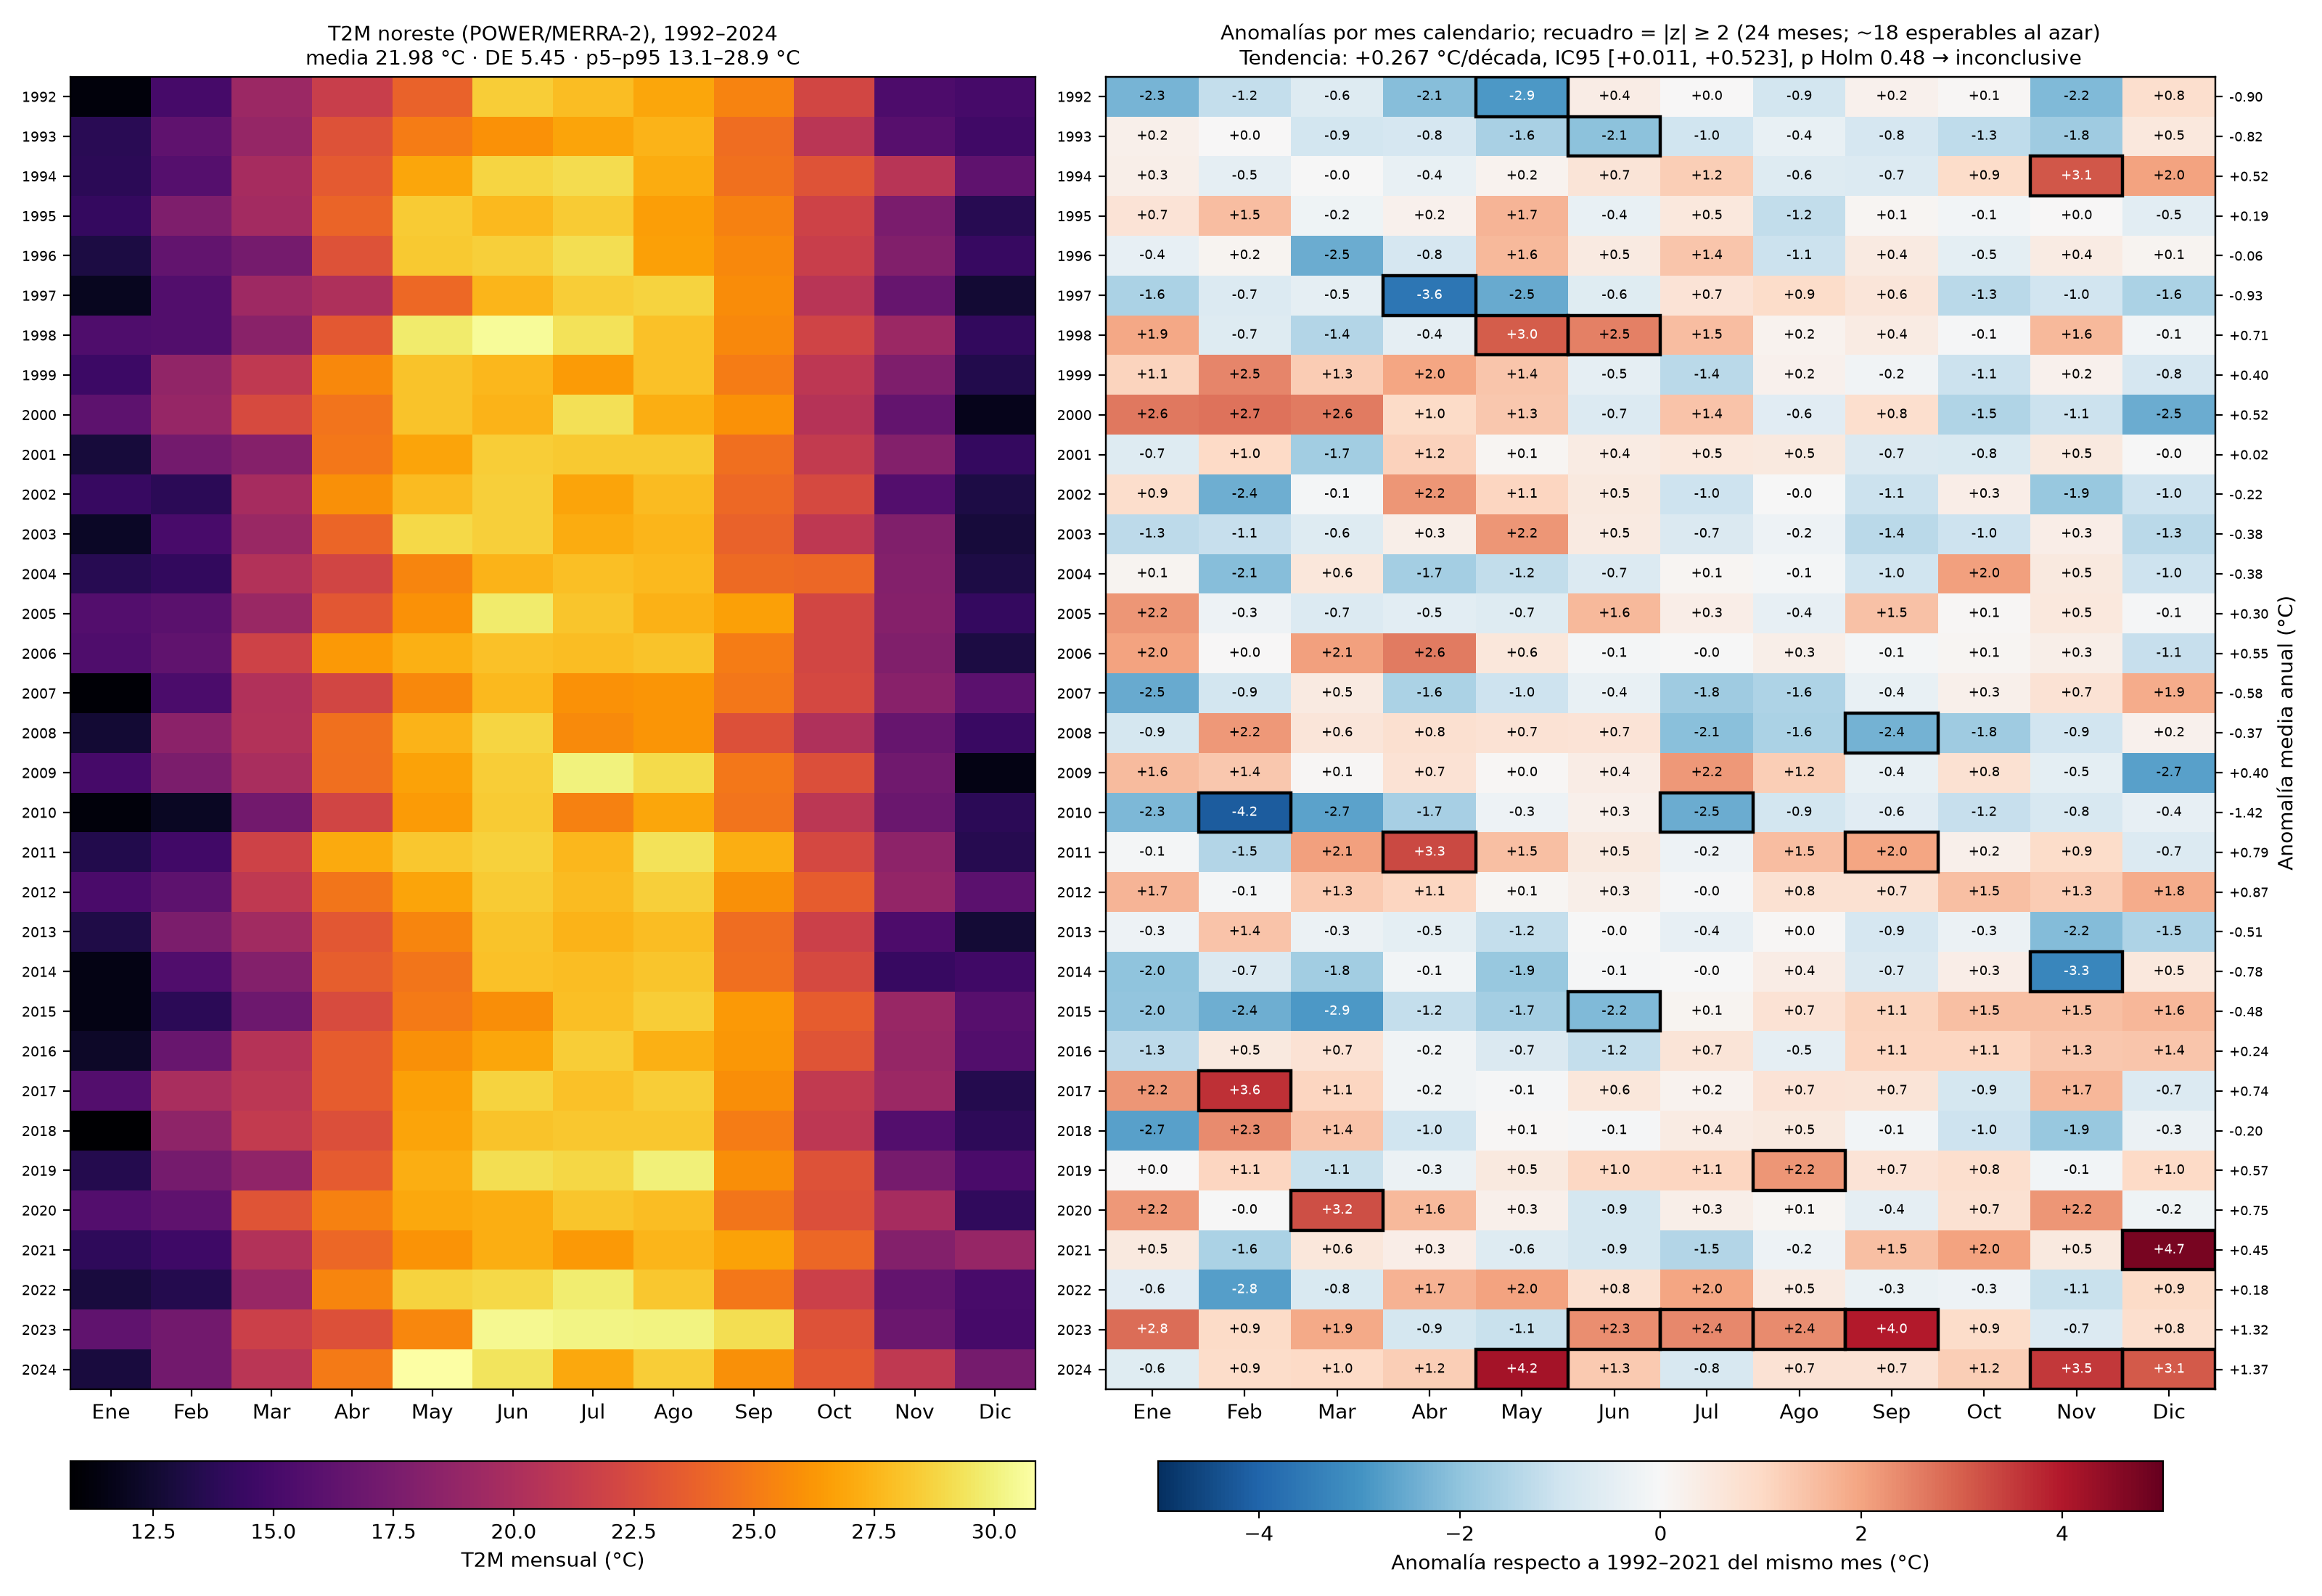 T2M noreste (POWER/MERRA-2), 1992–2024
media 21.98 °C · DE 5.45 · p5–p95 13.1–28.9 °C
1992
1993
1994
1995
1996
1997
1998
1999
2000
2001
2002
2003
2004
2005
2006
2007
2008
2009
2010
2011
2012
2013
2014
2015
2016
2017
2018
2019
2020
2021
2022
2023
2024
Ene Feb Mar Abr May Jun Jul Ago Sep Oct Nov Dic
12.5 15.0 17.5 20.0 22.5 25.0 27.5 30.0
T2M mensual (°C)
Anomalías por mes calendario; recuadro = |z| ≥ 2 (24 meses; ~18 esperables al azar)
Tendencia: +0.267 °C/década, IC95 [+0.011, +0.523], p Holm 0.48 → inconclusive
1992 -2.3 -1.2 -0.6 -2.1 -2.9 +0.4 +0.0 -0.9 +0.2 +0.1 -2.2 +0.8 -0.90
1993 +0.2 +0.0 -0.9 -0.8 -1.6 -2.1 -1.0 -0.4 -0.8 -1.3 -1.8 +0.5 -0.82
1994 +0.3 -0.5 -0.0 -0.4 +0.2 +0.7 +1.2 -0.6 -0.7 +0.9 +3.1 +2.0 +0.52
1995 +0.7 +1.5 -0.2 +0.2 +1.7 -0.4 +0.5 -1.2 +0.1 -0.1 +0.0 -0.5 +0.19
1996 -0.4 +0.2 -2.5 -0.8 +1.6 +0.5 +1.4 -1.1 +0.4 -0.5 +0.4 +0.1 -0.06
1997 -1.6 -0.7 -0.5 -3.6 -2.5 -0.6 +0.7 +0.9 +0.6 -1.3 -1.0 -1.6 -0.93
1998 +1.9 -0.7 -1.4 -0.4 +3.0 +2.5 +1.5 +0.2 +0.4 -0.1 +1.6 -0.1 +0.71
1999 +1.1 +2.5 +1.3 +2.0 +1.4 -0.5 -1.4 +0.2 -0.2 -1.1 +0.2 -0.8 +0.40
2000 +2.6 +2.7 +2.6 +1.0 +1.3 -0.7 +1.4 -0.6 +0.8 -1.5 -1.1 -2.5 +0.52
2001 -0.7 +1.0 -1.7 +1.2 +0.1 +0.4 +0.5 +0.5 -0.7 -0.8 +0.5 -0.0 +0.02
2002 +0.9 -2.4 -0.1 +2.2 +1.1 +0.5 -1.0 -0.0 -1.1 +0.3 -1.9 -1.0 -0.22
2003 -1.3 -1.1 -0.6 +0.3 +2.2 +0.5 -0.7 -0.2 -1.4 -1.0 +0.3 -1.3 -0.38
2004 +0.1 -2.1 +0.6 -1.7 -1.2 -0.7 +0.1 -0.1 -1.0 +2.0 +0.5 -1.0 -0.38
2005 +2.2 -0.3 -0.7 -0.5 -0.7 +1.6 +0.3 -0.4 +1.5 +0.1 +0.5 -0.1 +0.30
2006 +2.0 +0.0 +2.1 +2.6 +0.6 -0.1 -0.0 +0.3 -0.1 +0.1 +0.3 -1.1 +0.55
2007 -2.5 -0.9 +0.5 -1.6 -1.0 -0.4 -1.8 -1.6 -0.4 +0.3 +0.7 +1.9 -0.58
2008 -0.9 +2.2 +0.6 +0.8 +0.7 +0.7 -2.1 -1.6 -2.4 -1.8 -0.9 +0.2 -0.37
2009 +1.6 +1.4 +0.1 +0.7 +0.0 +0.4 +2.2 +1.2 -0.4 +0.8 -0.5 -2.7 +0.40
2010 -2.3 -4.2 -2.7 -1.7 -0.3 +0.3 -2.5 -0.9 -0.6 -1.2 -0.8 -0.4 -1.42
2011 -0.1 -1.5 +2.1 +3.3 +1.5 +0.5 -0.2 +1.5 +2.0 +0.2 +0.9 -0.7 +0.79
2012 +1.7 -0.1 +1.3 +1.1 +0.1 +0.3 -0.0 +0.8 +0.7 +1.5 +1.3 +1.8 +0.87
2013 -0.3 +1.4 -0.3 -0.5 -1.2 -0.0 -0.4 +0.0 -0.9 -0.3 -2.2 -1.5 -0.51
2014 -2.0 -0.7 -1.8 -0.1 -1.9 -0.1 -0.0 +0.4 -0.7 +0.3 -3.3 +0.5 -0.78
2015 -2.0 -2.4 -2.9 -1.2 -1.7 -2.2 +0.1 +0.7 +1.1 +1.5 +1.5 +1.6 -0.48
2016 -1.3 +0.5 +0.7 -0.2 -0.7 -1.2 +0.7 -0.5 +1.1 +1.1 +1.3 +1.4 +0.24
2017 +2.2 +3.6 +1.1 -0.2 -0.1 +0.6 +0.2 +0.7 +0.7 -0.9 +1.7 -0.7 +0.74
2018 -2.7 +2.3 +1.4 -1.0 +0.1 -0.1 +0.4 +0.5 -0.1 -1.0 -1.9 -0.3 -0.20
2019 +0.0 +1.1 -1.1 -0.3 +0.5 +1.0 +1.1 +2.2 +0.7 +0.8 -0.1 +1.0 +0.57
2020 +2.2 -0.0 +3.2 +1.6 +0.3 -0.9 +0.3 +0.1 -0.4 +0.7 +2.2 -0.2 +0.75
2021 +0.5 -1.6 +0.6 +0.3 -0.6 -0.9 -1.5 -0.2 +1.5 +2.0 +0.5 +4.7 +0.45
2022 -0.6 -2.8 -0.8 +1.7 +2.0 +0.8 +2.0 +0.5 -0.3 -0.3 -1.1 +0.9 +0.18
2023 +2.8 +0.9 +1.9 -0.9 -1.1 +2.3 +2.4 +2.4 +4.0 +0.9 -0.7 +0.8 +1.32
2024 -0.6 +0.9 +1.0 +1.2 +4.2 +1.3 -0.8 +0.7 +0.7 +1.2 +3.5 +3.1 +1.37
Ene Feb Mar Abr May Jun Jul Ago Sep Oct Nov Dic
Anomalía media anual (°C)
−4 −2 0 2 4
Anomalía respecto a 1992–2021 del mismo mes (°C)